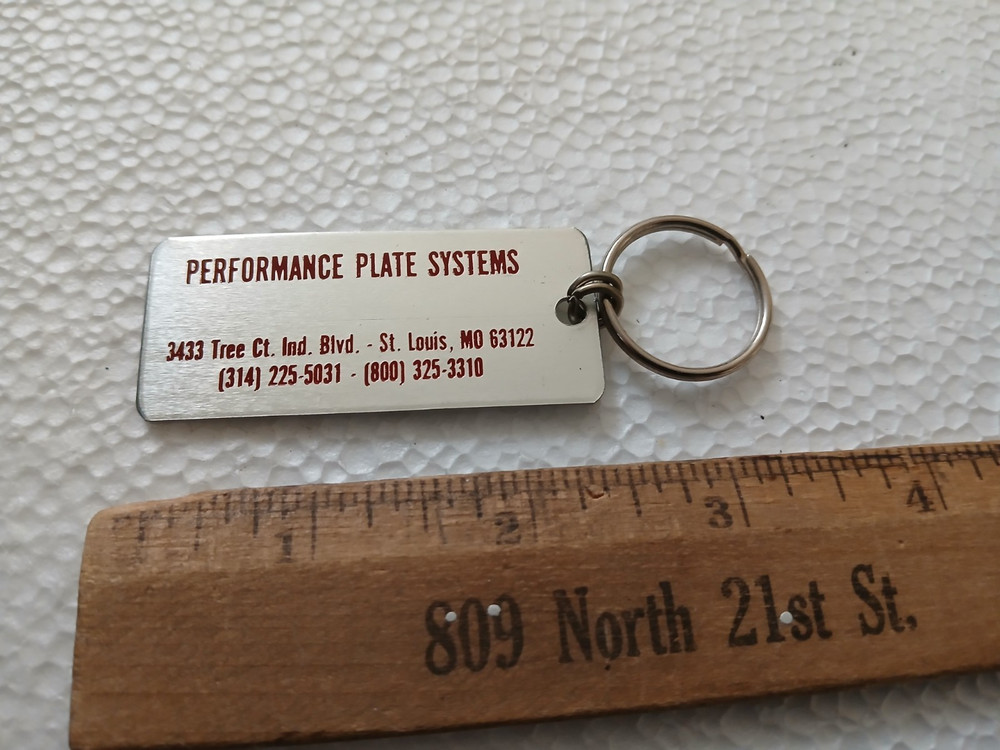 PERFORMANCE PLATE SYSTEMS
3433 Tree Ct. Ind. Blvd. - St. Louis, MO 63122
(314) 225-5031 - (800) 325-3310
1 2 3 4
809 North 21st St.